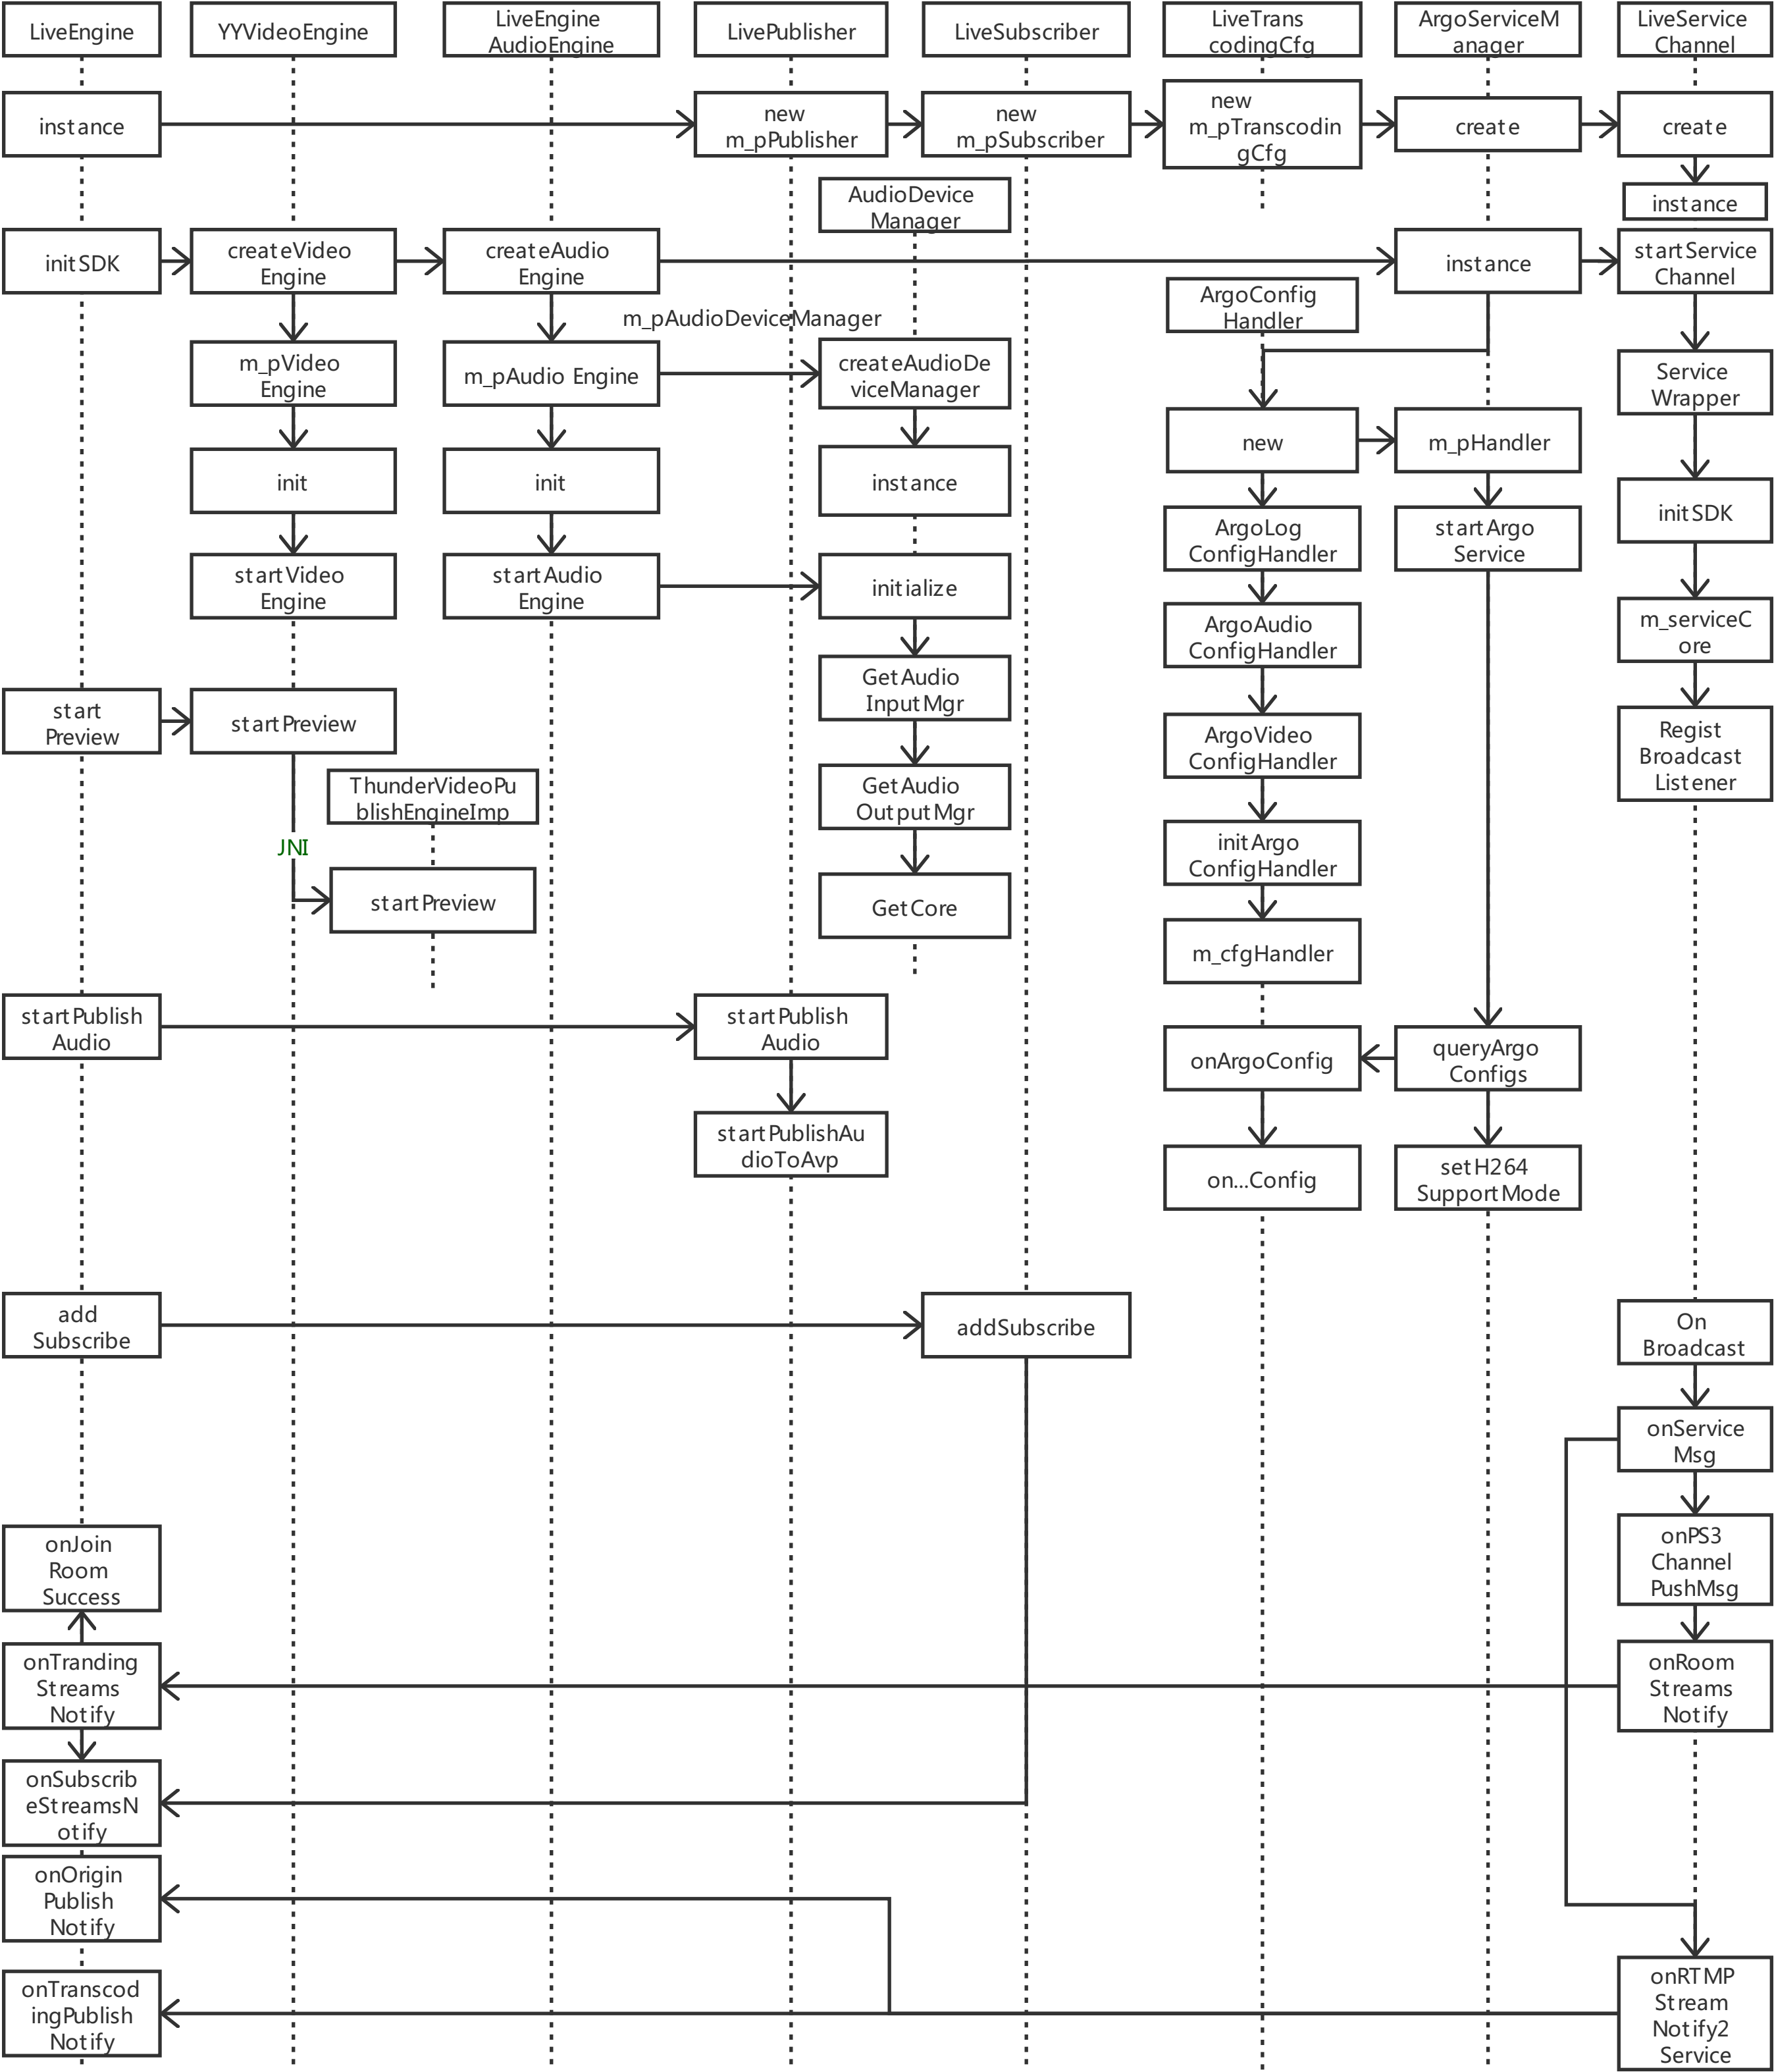 LiveEngine
YYVideoEngine
LiveEngine
AudioEngine
LivePublisher
LiveSubscriber
LiveTrans
codingCfg
ArgoServiceM
anager
LiveService
Channel
instance
new
m_pPublisher
new
m_pSubscriber
new
m_pTranscodin
gCfg
create
create
AudioDevice
Manager
instance
initSDK
createVideo
Engine
createAudio
Engine
instance
startService
Channel
ArgoConfig
Handler
m_pAudioDeviceManager
m_pVideo
Engine
m_pAudio Engine
createAudioDe
viceManager
Service
Wrapper
new
m_pHandler
init
init
instance
initSDK
ArgoLog
ConfigHandler
startArgo
Service
startVideo
Engine
startAudio
Engine
initialize
ArgoAudio
ConfigHandler
m_serviceC
ore
GetAudio
InputMgr
start
Preview
startPreview
ArgoVideo
ConfigHandler
Regist
Broadcast
Listener
ThunderVideoPu
blishEngineImp
GetAudio
OutputMgr
JNI
initArgo
ConfigHandler
startPreview
GetCore
m_cfgHandler
startPublish
Audio
startPublish
Audio
onArgoConfig
queryArgo
Configs
startPublishAu
dioToAvp
on...Config
setH264
SupportMode
add
Subscribe
addSubscribe
On
Broadcast
onService
Msg
onJoin
Room
Success
onPS3
Channel
PushMsg
onTranding
Streams
Notify
onRoom
Streams
Notify
onSubscrib
eStreamsN
otify
onOrigin
Publish
Notify
onTranscod
ingPublish
Notify
onRTMP
Stream
Notify2
Service